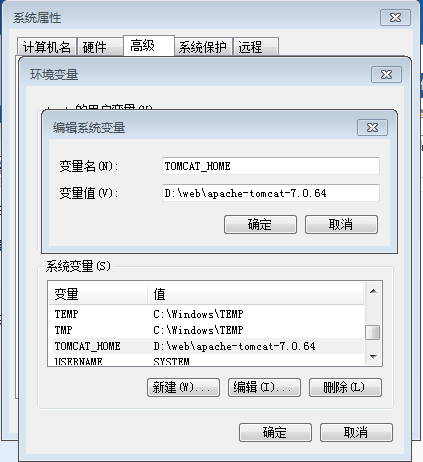 系统属性
计算机名 硬件 高级 系统保护 远程
环境变量
的用户变量(U)
编辑系统变量
变量名(N): TOMCAT_HOME
变量值(V): D:\web\apache-tomcat-7.0.64
确定 取消
系统变量(S)
变量 值
TEMP C:\Windows\TEMP
TMP C:\Windows\TEMP
TOMCAT_HOME D:\web\apache-tomcat-7.0.64
USERNAME SYSTEM
新建(W)... 编辑(I)... 删除(L)
确定 取消